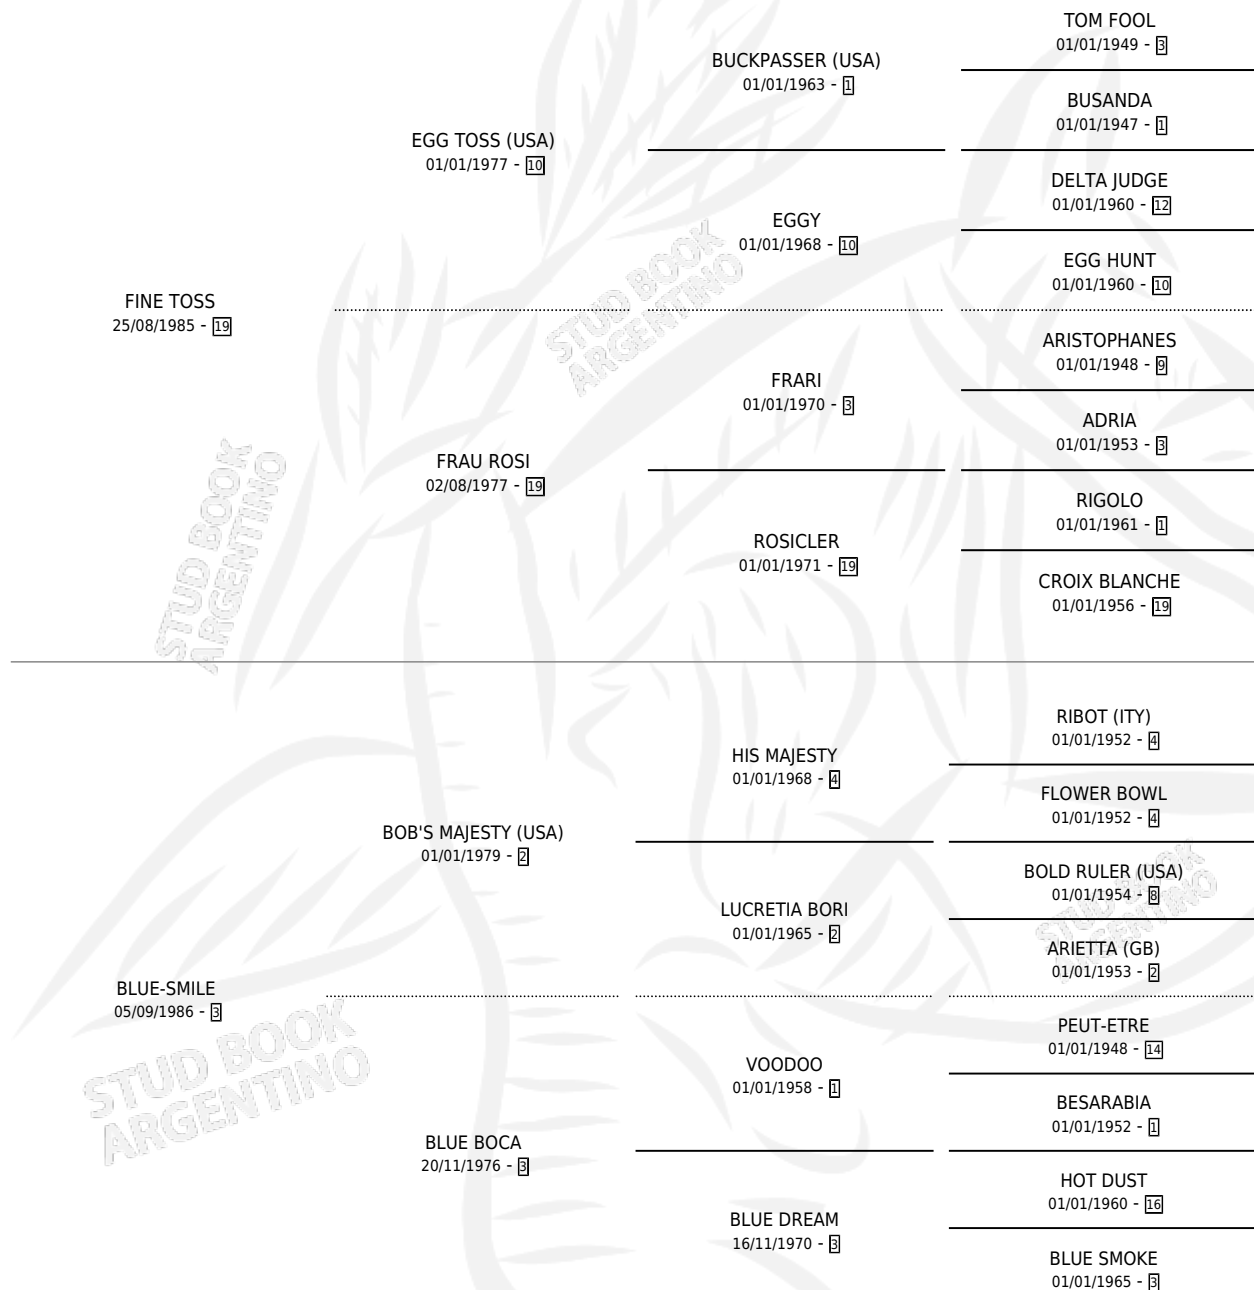 TOM FOOL
01/01/1949 - 3
BUCKPASSER (USA)
01/01/1963 - 1
BUSANDA
01/01/1947 - 1
EGG TOSS (USA)
01/01/1977 - 10
DELTA JUDGE
01/01/1960 - 12
EGGY
01/01/1968 - 10
EGG HUNT
01/01/1960 - 10
FINE TOSS
25/08/1985 - 19
STUD BOOK
ARGENTINO
ARISTOPHANES
01/01/1948 - 9
FRARI
01/01/1970 - 3
ADRIA
01/01/1953 - 3
FRAU ROSI
02/08/1977 - 19
RIGOLO
01/01/1961 - 1
ROSICLER
01/01/1971 - 19
CROIX BLANCHE
01/01/1956 - 19
STUD BOOK
ARGENTINO
RIBOT (ITY)
01/01/1952 - 4
HIS MAJESTY
01/01/1968 - 4
FLOWER BOWL
01/01/1952 - 4
BOB'S MAJESTY (USA)
01/01/1979 - 2
BOLD RULER (USA)
01/01/1954 - 8
LUCRETIA BORI
01/01/1965 - 2
ARIETTA (GB)
01/01/1953 - 2
STUD BOOK
ARGENTINO
BLUE-SMILE
05/09/1986 - 3
STUD BOOK
ARGENTINO
PEUT-ETRE
01/01/1948 - 14
VOODOO
01/01/1958 - 1
BESARABIA
01/01/1952 - 1
BLUE BOCA
20/11/1976 - 3
HOT DUST
01/01/1960 - 16
BLUE DREAM
16/11/1970 - 3
BLUE SMOKE
01/01/1965 - 3